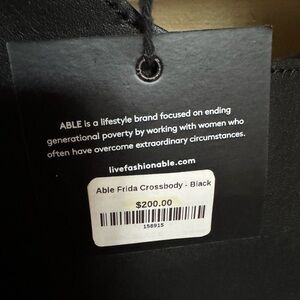 ABLE is a lifestyle brand focused on ending
generational poverty by working with women who
often have overcome extraordinary circumstances.
livefashionable.com
Able Frida Crossbody - Black
$200.00
158915